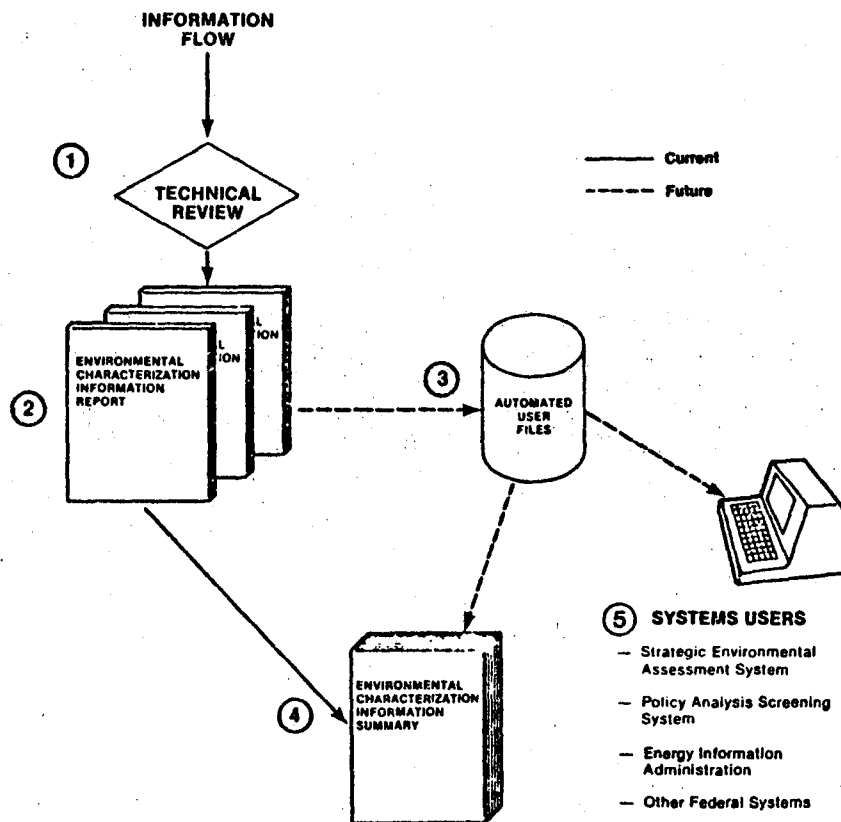 INFORMATION
FLOW
1
TECHNICAL
REVIEW
Current
Future
L
TION
L
TION
ENVIRONMENTAL
CHARACTERIZATION
INFORMATION
REPORT
2
3
AUTOMATED
USER
FILES
ENVIRONMENTAL
CHARACTERIZATION
INFORMATION
SUMMARY
4
5 SYSTEMS USERS
— Strategic Environmental
Assessment System
— Policy Analysis Screening
System
— Energy Information
Administration
— Other Federal Systems